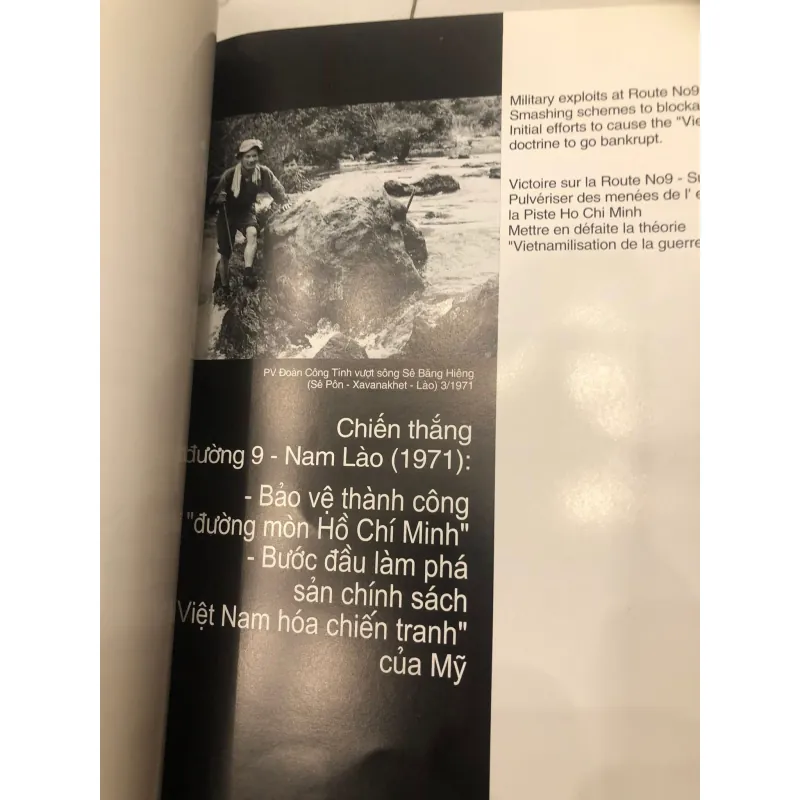 PV Đoàn Công Tính vượt sông Sê Băng Hiêng
(Sê Pôn - Xavanakhet - Lào) 3/1971
Chiến thắng
đường 9 - Nam Lào (1971):
- Bảo vệ thành công
"đường mòn Hồ Chí Minh"
- Bước đầu làm phá
sản chính sách
Việt Nam hóa chiến tranh"
của Mỹ
Military exploits at Route No9
Smashing schemes to
Initial efforts to cause the
doctrine to go bankrupt.
Victoire sur la Route No9 -
Pulvériser des menées de l'
la Piste Ho Chi Minh
Mettre en défaite la théorie
"Vietnamilisation de la guerre